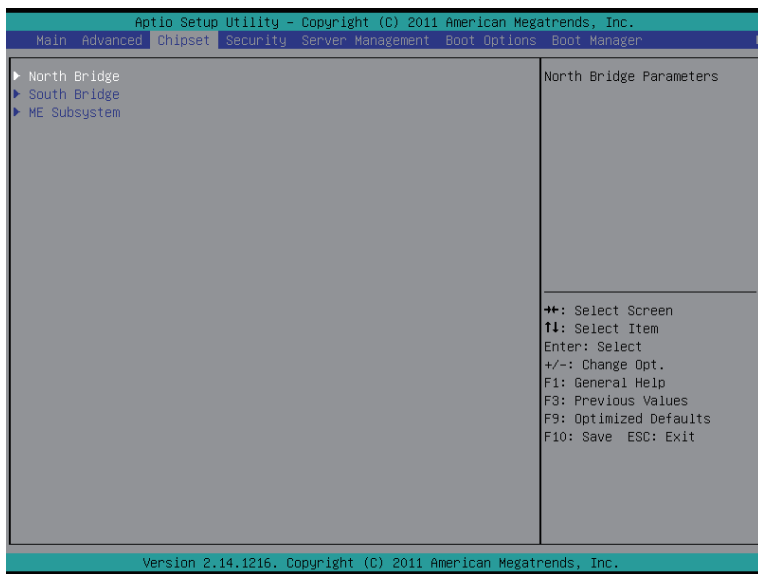 Aptio Setup Utility – Copyright (C) 2011 American Megatrends, Inc.
Main Advanced Chipset Security Server Management Boot Options Boot Manager
▶ North Bridge
▶ South Bridge
▶ ME Subsystem
North Bridge Parameters
→←: Select Screen
↑↓: Select Item
Enter: Select
+/-: Change Opt.
F1: General Help
F3: Previous Values
F9: Optimized Defaults
F10: Save ESC: Exit
Version 2.14.1216. Copyright (C) 2011 American Megatrends, Inc.